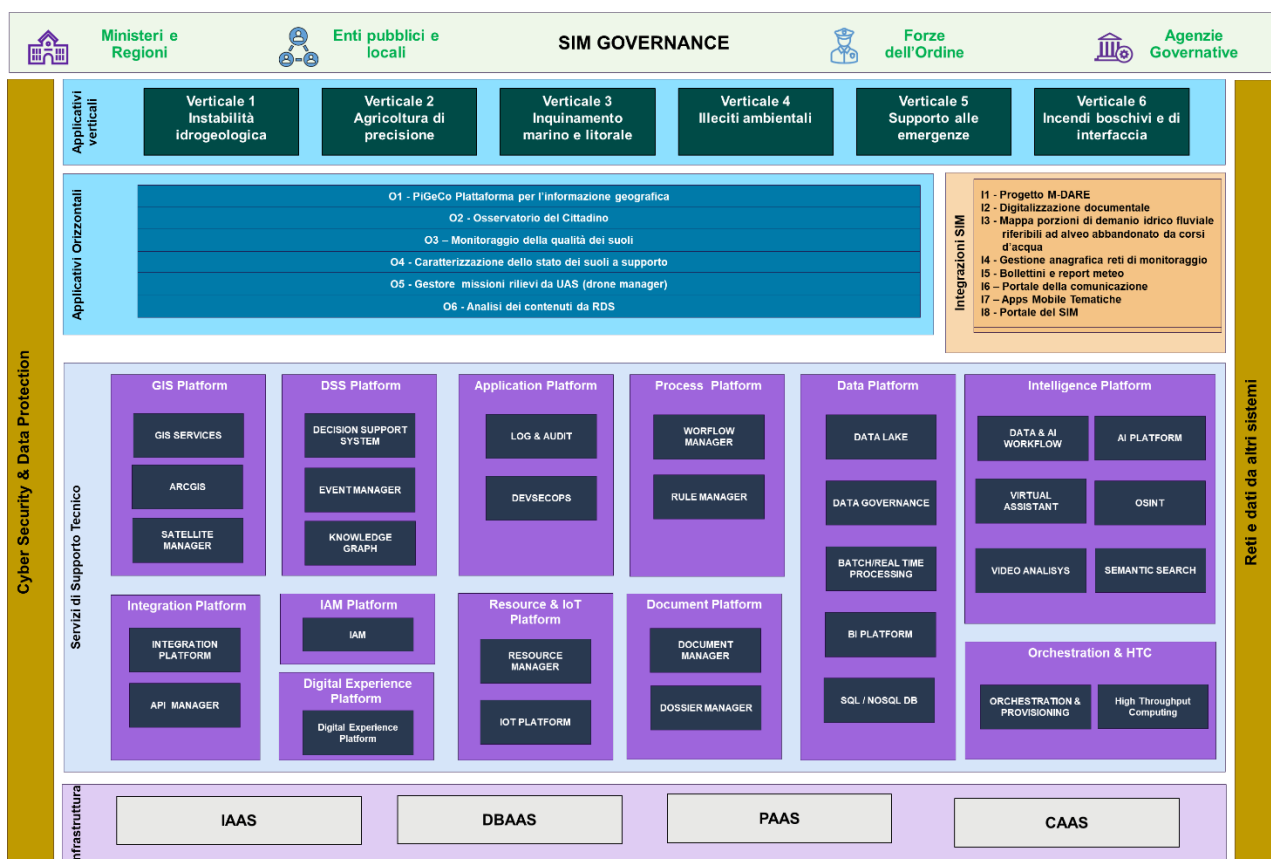 Ministeri e
Regioni
Enti pubblici e
locali
SIM GOVERNANCE
Forze
dell'Ordine
Agenzie
Governative
Cyber Security & Data Protection
Reti e dati da altri sistemi
Applicativi
verticali
Verticale 1
Instabilità
idrogeologica
Verticale 2
Agricoltura di
precisione
Verticale 3
Inquinamento
marino e litorale
Verticale 4
Illeciti ambientali
Verticale 5
Supporto alle
emergenze
Verticale 6
Incendi boschivi e di
interfaccia
Applicativi Orizzontali
O1 - PiGeCo Plattaforma per l'informazione geografica
O2 - Osservatorio del Cittadino
O3 – Monitoraggio della qualità dei suoli
O4 - Caratterizzazione dello stato dei suoli a supporto
O5 - Gestore missioni rilievi da UAS (drone manager)
O6 - Analisi dei contenuti da RDS
Integrazioni SIM
I1 - Progetto M-DARE
I2 - Digitalizzazione documentale
I3 - Mappa porzioni di demanio idrico fluviale
riferibili ad alveo abbandonato da corsi
d'acqua
I4 - Gestione anagrafica reti di monitoraggio
I5 - Bollettini e report meteo
I6 – Portale della comunicazione
I7 – Apps Mobile Tematiche
I8 - Portale del SIM
Servizi di Supporto Tecnico
GIS Platform
GIS SERVICES
ARCGIS
SATELLITE
MANAGER
DSS Platform
DECISION SUPPORT
SYSTEM
EVENT MANAGER
KNOWLEDGE
GRAPH
Application Platform
LOG & AUDIT
DEVSECOPS
Process Platform
WORFLOW
MANAGER
RULE MANAGER
Data Platform
DATA LAKE
DATA GOVERNANCE
BATCH/REAL TIME
PROCESSING
BI PLATFORM
SQL / NOSQL DB
Intelligence Platform
DATA & AI
WORKFLOW
AI PLATFORM
VIRTUAL
ASSISTANT
OSINT
VIDEO ANALISYS
SEMANTIC SEARCH
Integration Platform
INTEGRATION
PLATFORM
API MANAGER
IAM Platform
IAM
Digital Experience
Platform
Digital Experience
Platform
Resource & IoT
Platform
RESOURCE
MANAGER
IOT PLATFORM
Document Platform
DOCUMENT
MANAGER
DOSSIER MANAGER
Orchestration & HTC
ORCHESTRATION &
PROVISIONING
High Throughput
Computing
nfrastruttura
IAAS
DBAAS
PAAS
CAAS